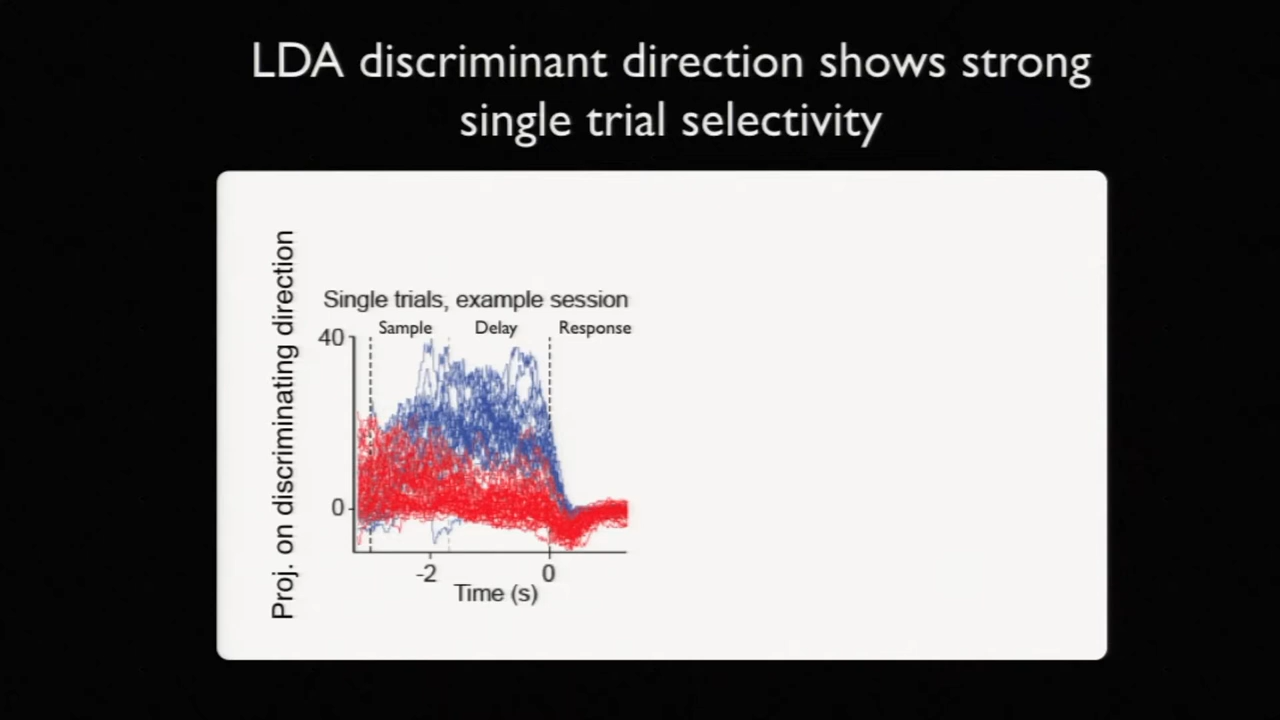 LDA discriminant direction shows strong
single trial selectivity
Proj. on discriminating direction
Single trials, example session
Sample Delay Response
40
0
-2 0
Time (s)